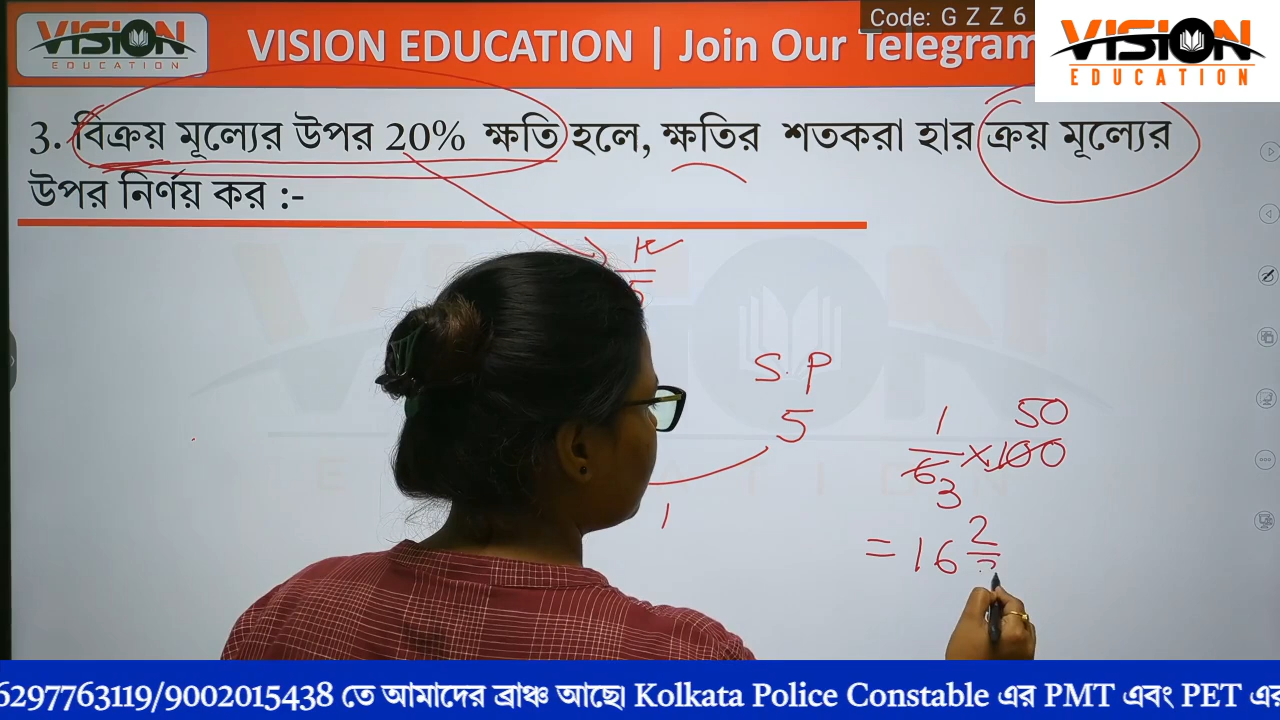 Code: G Z Z 6
VISION
EDUCATION
VISION EDUCATION | Join Our Telegram
VISION
EDUCATION
3. বিক্রয় মূল্যের উপর 20% ক্ষতি হলে, ক্ষতির শতকরা হার ক্রয় মূল্যের
উপর নির্ণয় কর :-
5
S.P
5
1
1/6 × 100
3
50
= 16 2/3
6297763119/9002015438 তে আমাদের ব্রাঞ্চ আছে। Kolkata Police Constable এর PMT এবং PET এর